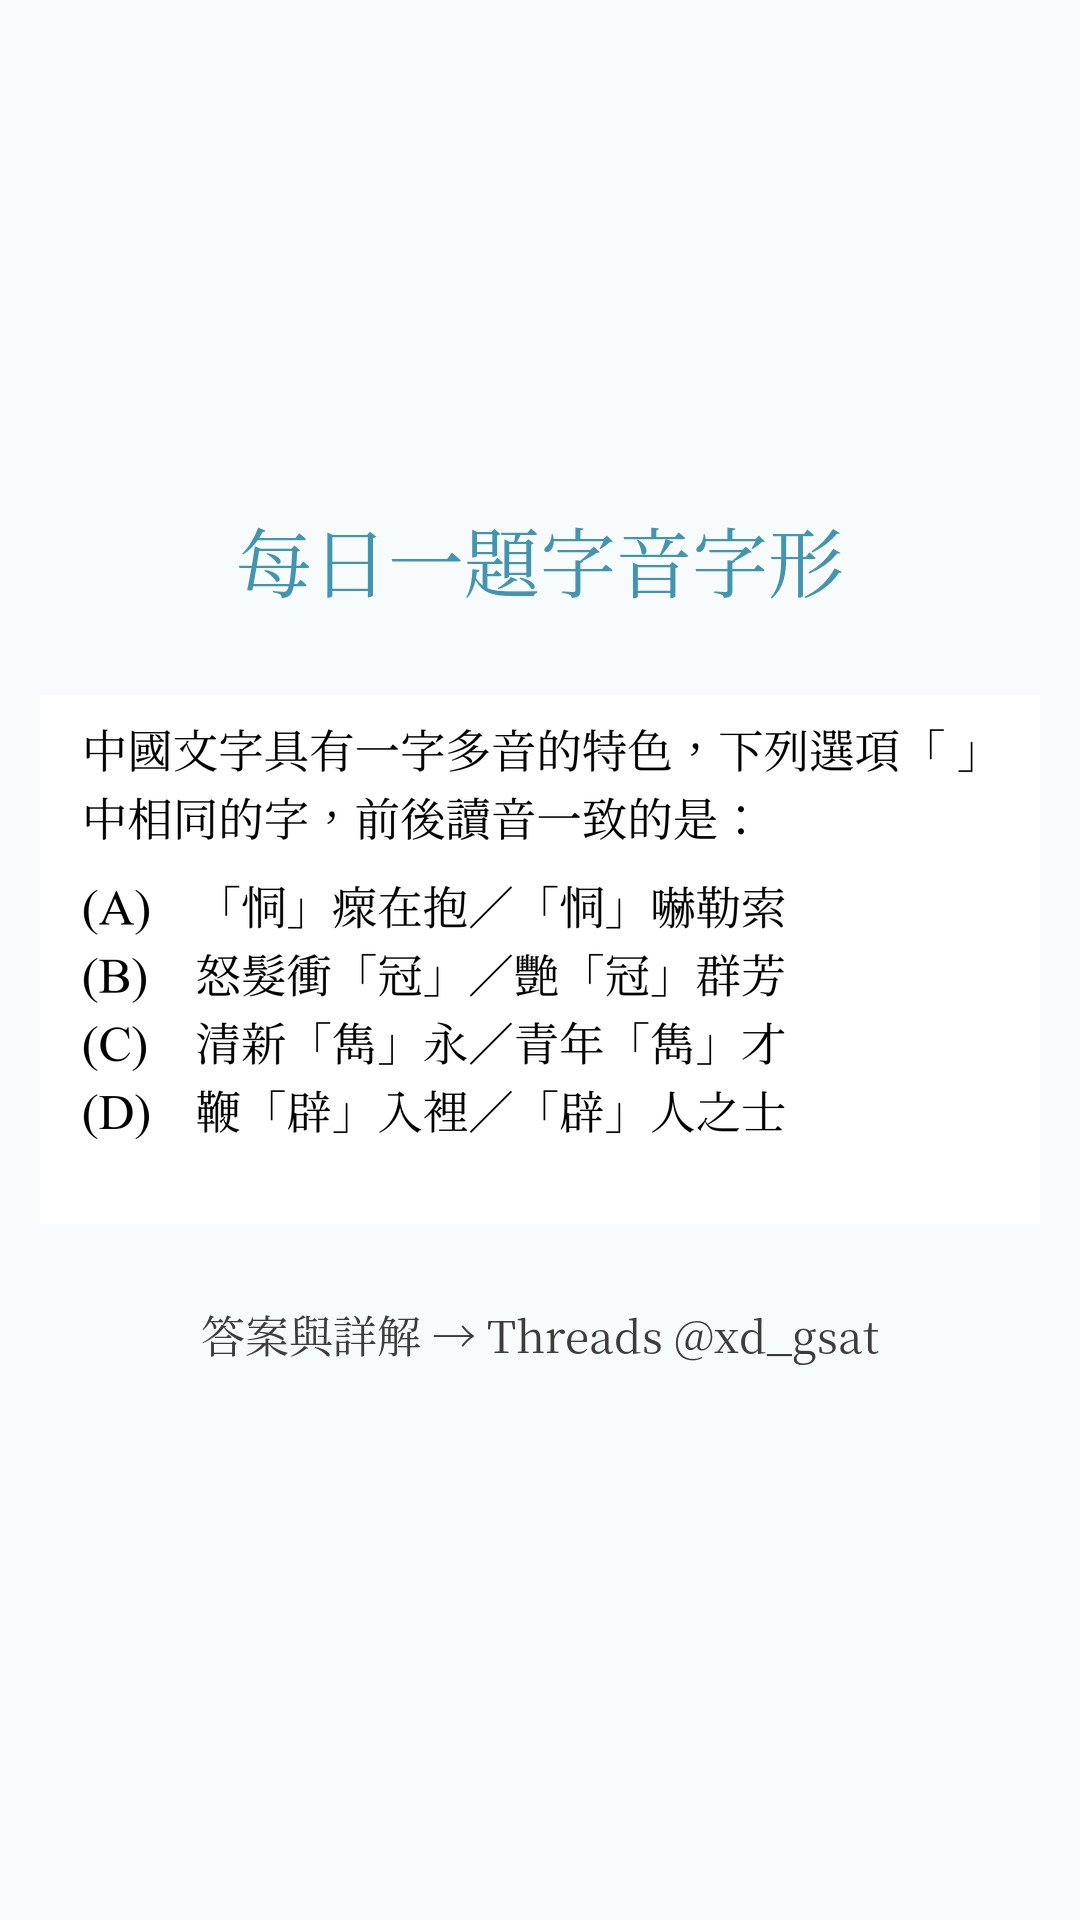 每日一題字音字形
中國文字具有一字多音的特色，下列選項「 」
中相同的字，前後讀音一致的是：
(A) 「恫」瘝在抱／「恫」嚇勒索
(B) 怒髮衝「冠」／艷「冠」群芳
(C) 清新「雋」永／青年「雋」才
(D) 鞭「辟」入裡／「辟」人之士
答案與詳解 → Threads @xd_gsat